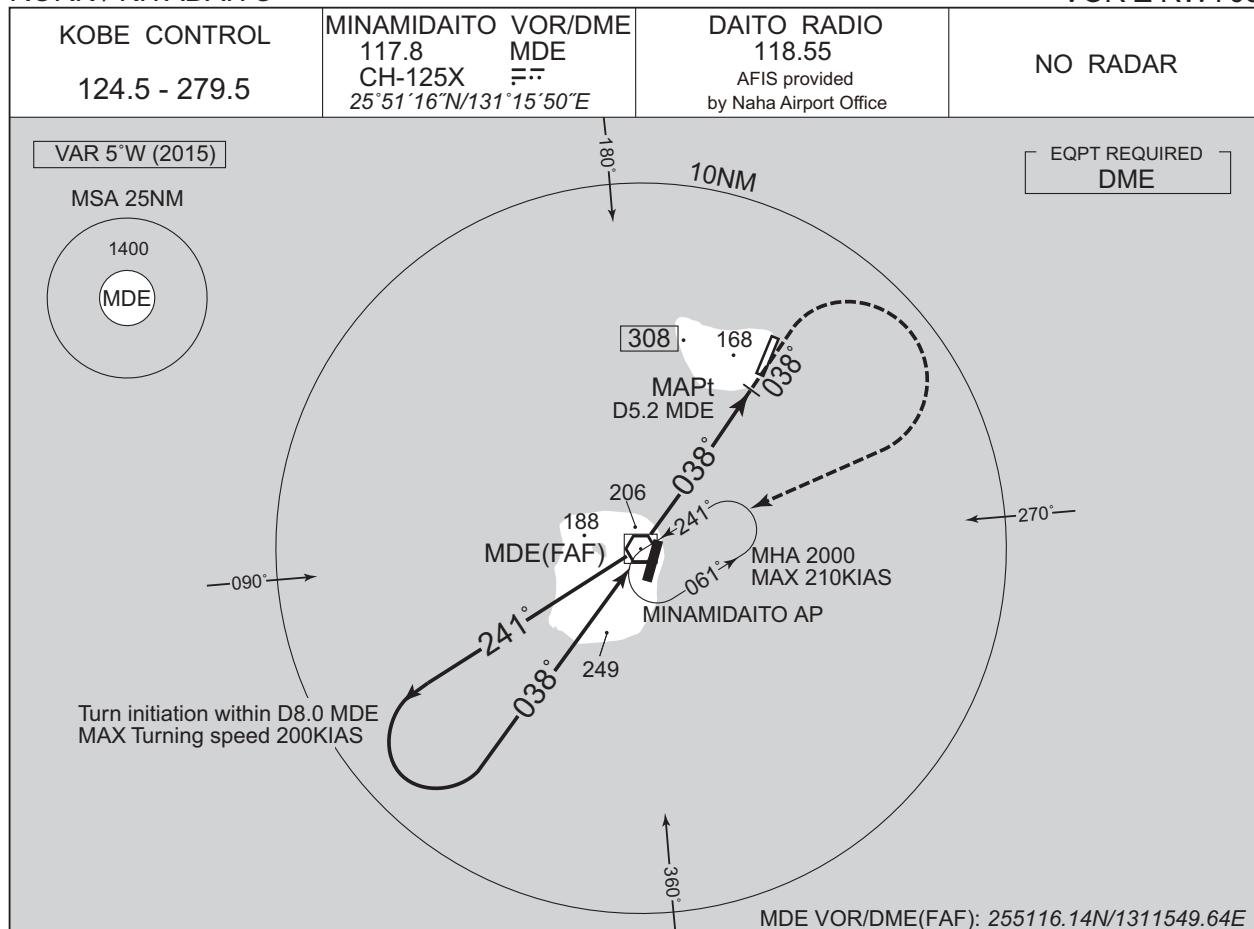 KOBE CONTROL
124.5 - 279.5
MINAMIDAITO VOR/DME
117.8 MDE
CH-125X
25°51´16˝N/131°15´50˝E
DAITO RADIO
118.55
AFIS provided
by Naha Airport Office
NO RADAR
VAR 5°W (2015)
MSA 25NM
1400
MDE
EQPT REQUIRED
DME
180°
10NM
308
168
038°
MAPt
D5.2 MDE
038°
206
188
241°
270°
MDE(FAF)
MHA 2000
MAX 210KIAS
061°
090°
MINAMIDAITO AP
241°
249
038°
Turn initiation within D8.0 MDE
MAX Turning speed 200KIAS
360°
MDE VOR/DME(FAF): 255116.14N/1311549.64E